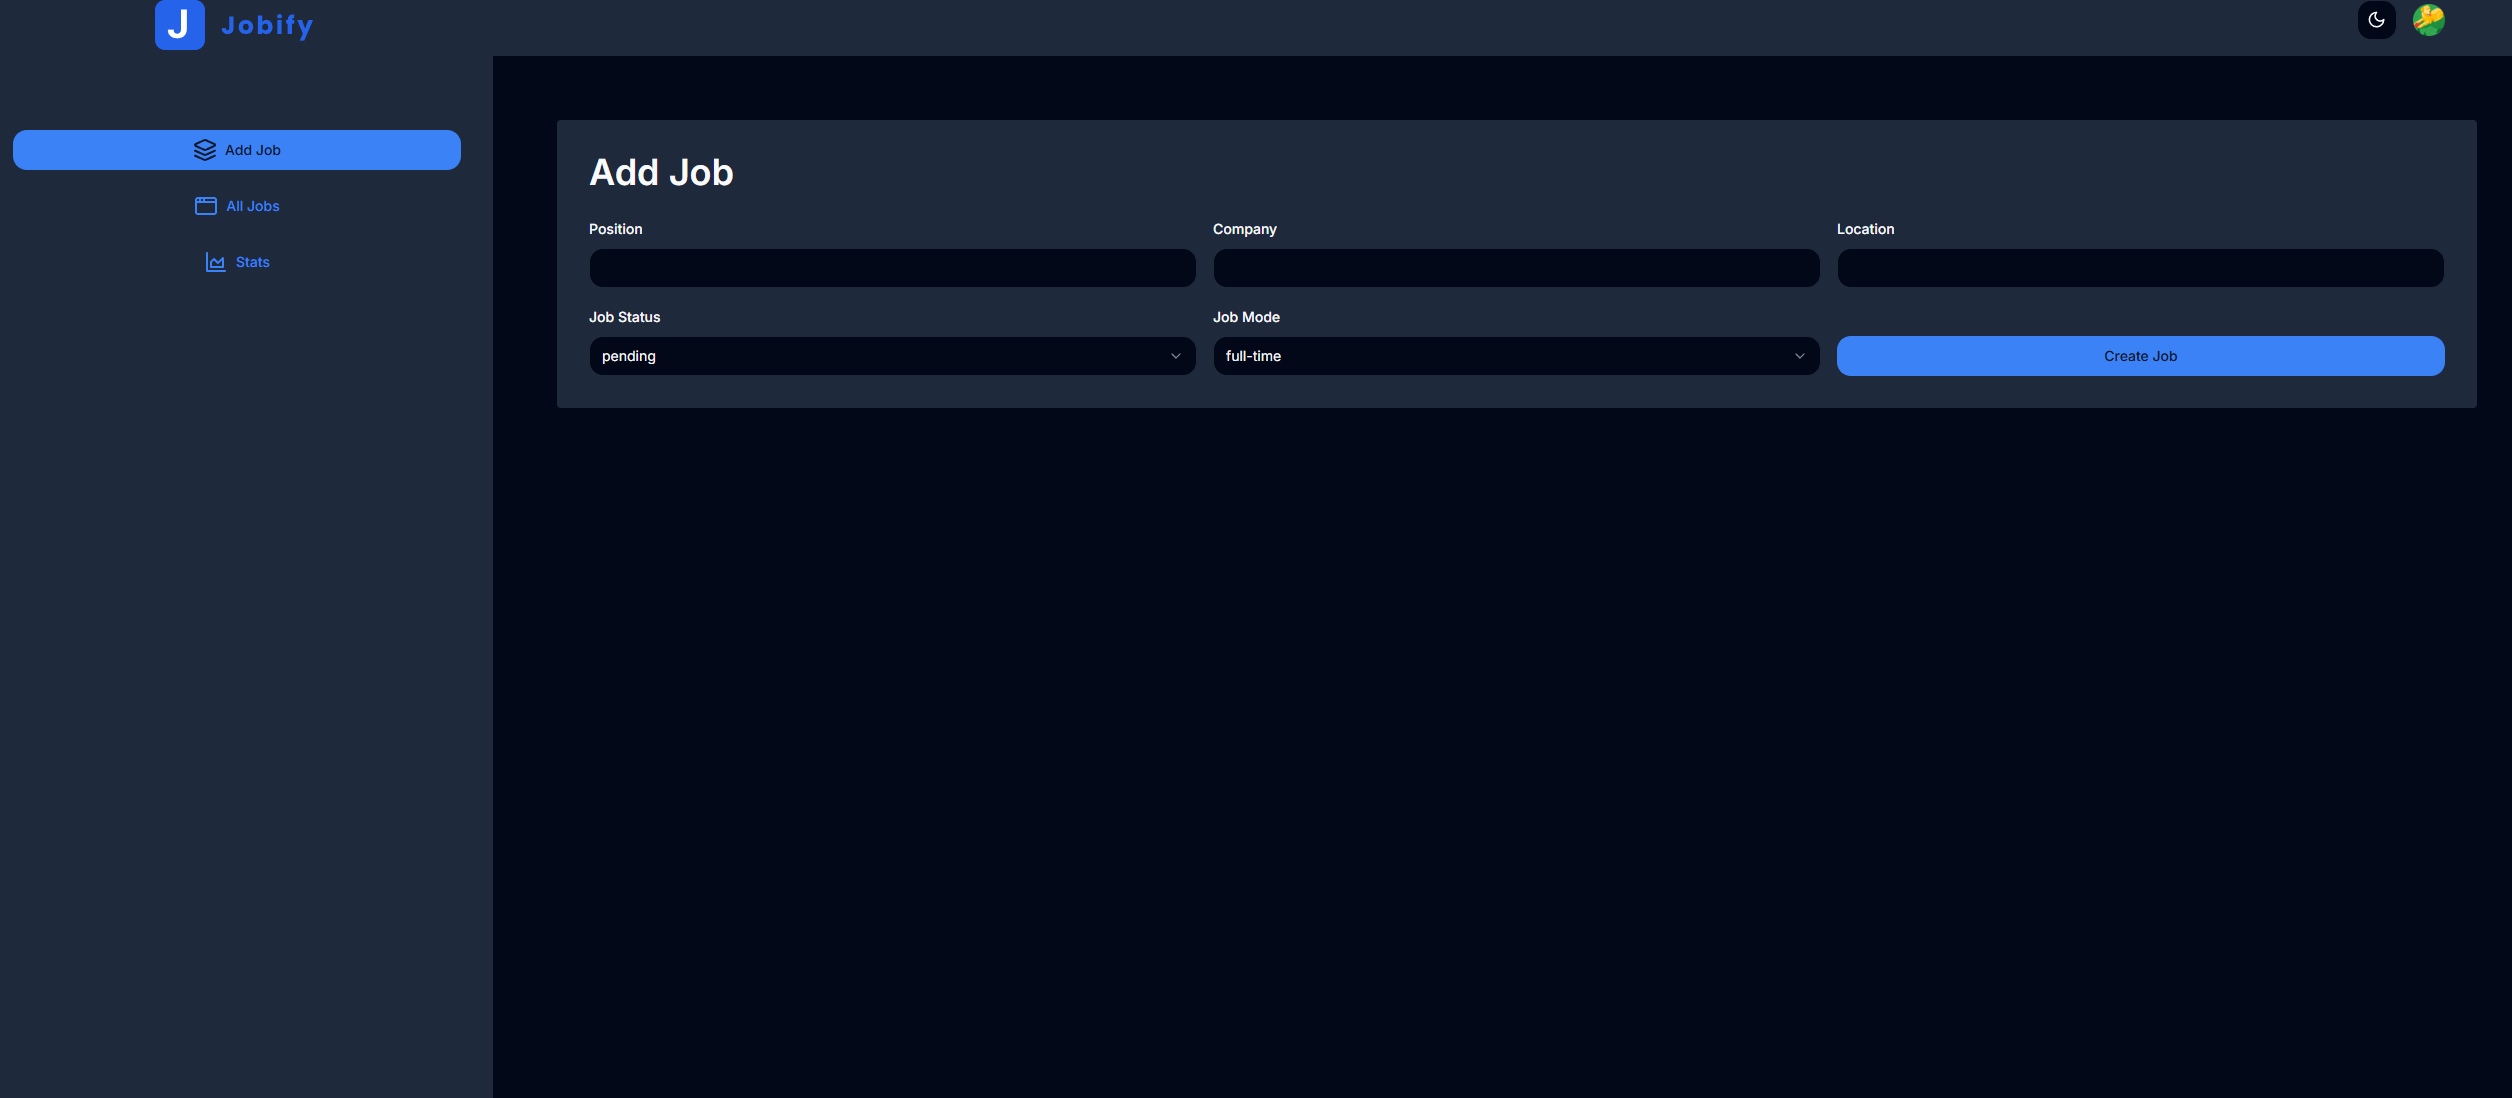 J Jobify
Add Job
All Jobs
Stats
Add Job
Position Company Location
Job Status Job Mode
pending full-time Create Job